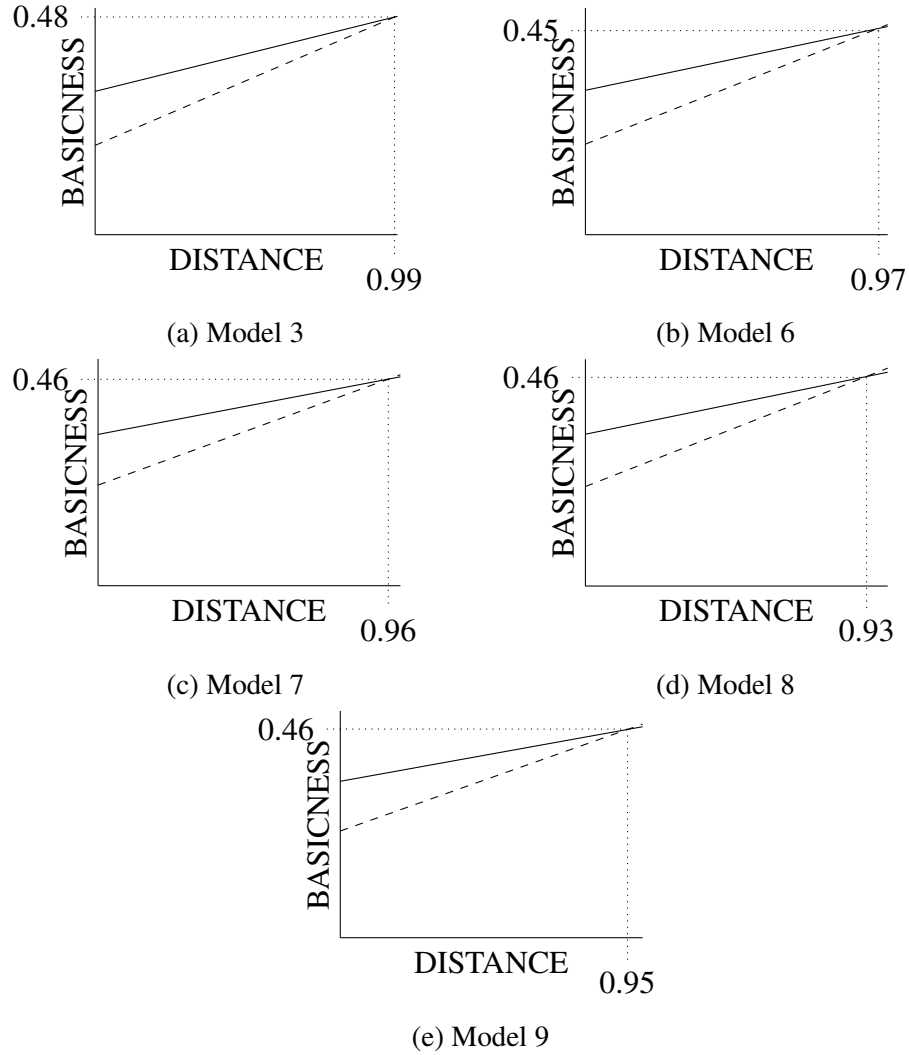 0.48
BASICNESS
DISTANCE
0.99
(a) Model 3
0.45
BASICNESS
DISTANCE
0.97
(b) Model 6
0.46
BASICNESS
DISTANCE
0.96
(c) Model 7
0.46
BASICNESS
DISTANCE
0.93
(d) Model 8
0.46
BASICNESS
DISTANCE
0.95
(e) Model 9